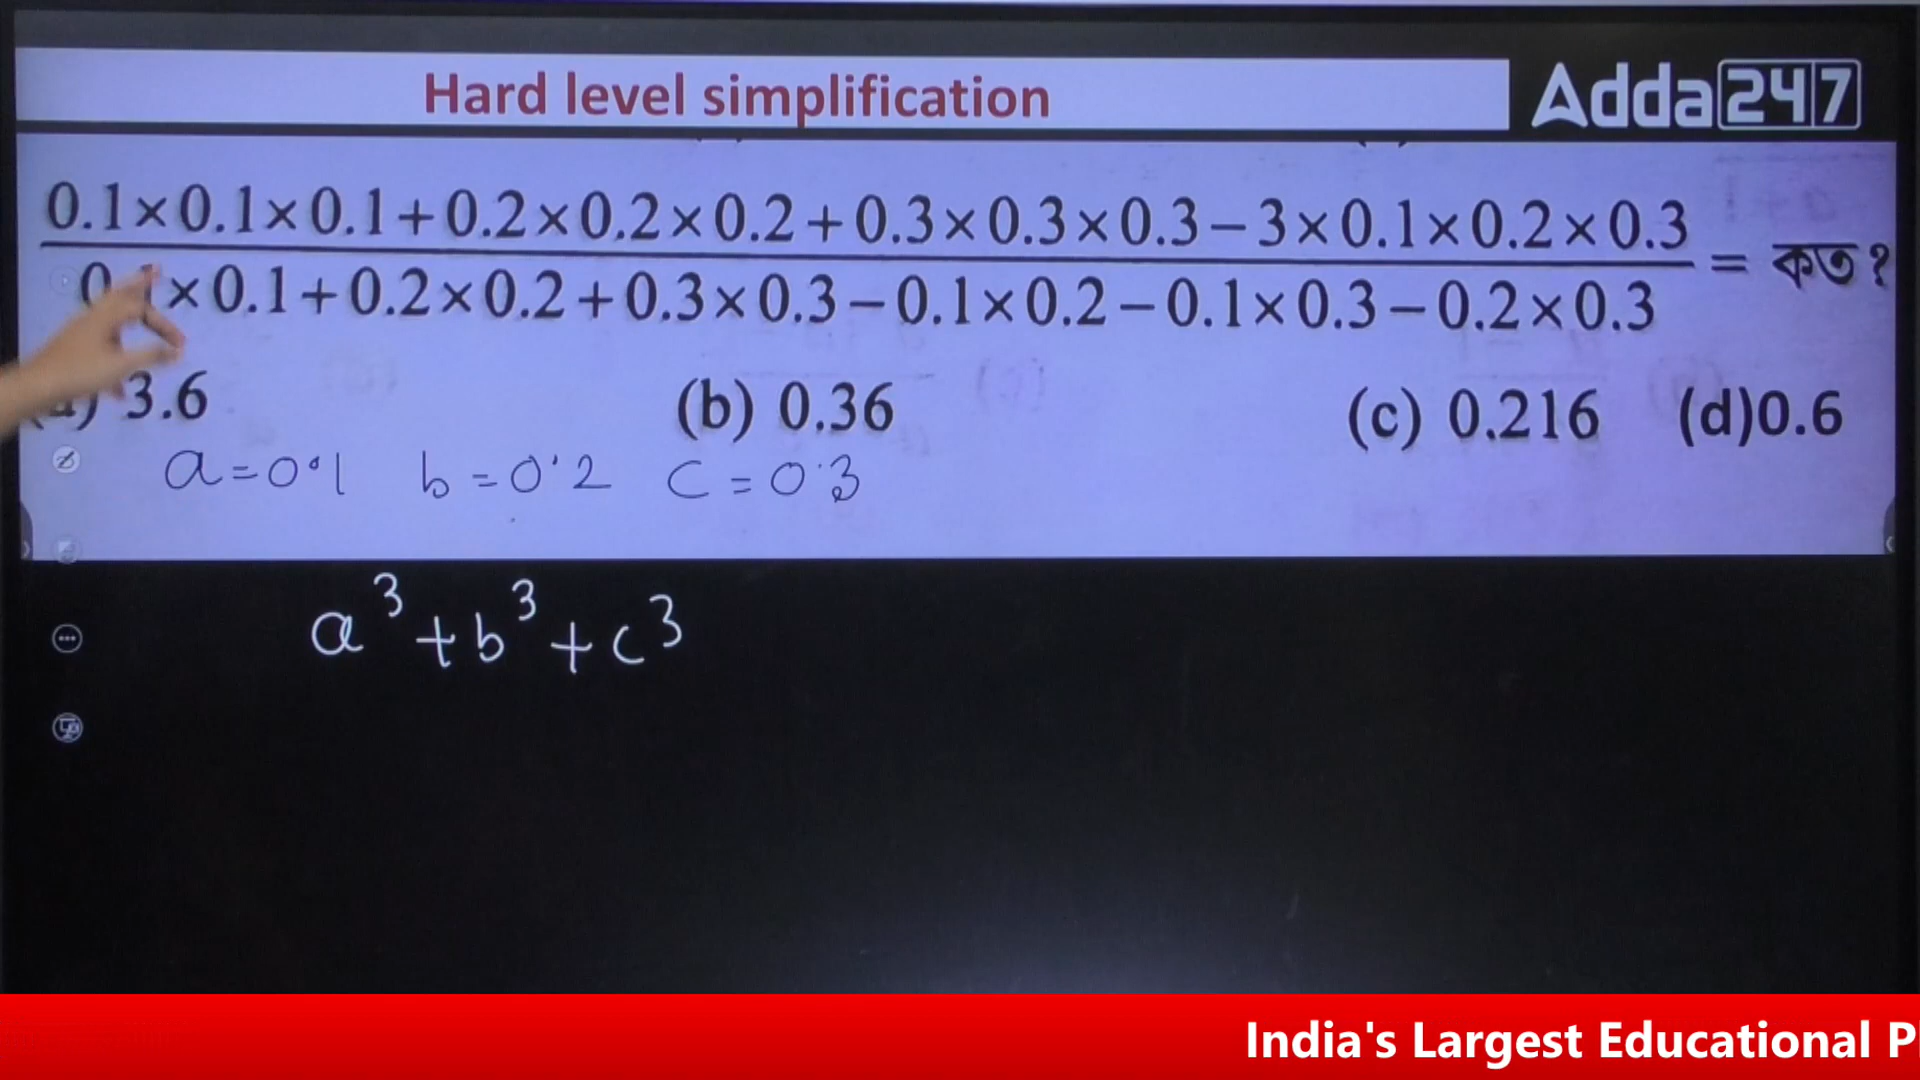 Hard level simplification
Adda247
0.1×0.1×0.1+0.2×0.2×0.2+0.3×0.3×0.3−3×0.1×0.2×0.3
0.1×0.1+0.2×0.2+0.3×0.3−0.1×0.2−0.1×0.3−0.2×0.3
= কত ?
3.6 (b) 0.36 (c) 0.216 (d)0.6
a=0.1 b=0.2 c=0.3
a³+b³+c³
India's Largest Educational P